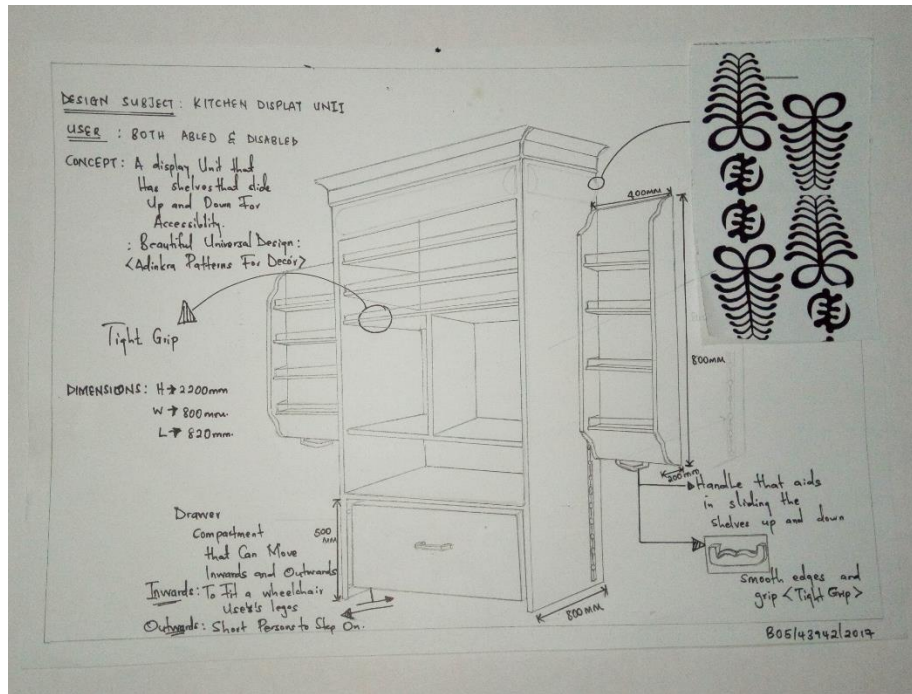 DESIGN SUBJECT : KITCHEN DISPLAY UNIT
USER : BOTH ABLED & DISABLED
CONCEPT : A display Unit that
Has shelves that slide
Up and Down For
Accessiblity.
: Beautiful Universal Design :
<Adinkra Patterns For Decór>
Tight Grip
DIMENSIONS : H → 2200mm
W → 800mm.
L → 820mm.
Drawer
Compartment
that Can Move
Inwards and Outwards
Inwards : To Fit a wheelchair
User's legos
Outwards : Short Persons to Step On.
500
MM
400MM
800MM
200MM
Handle that aids
in sliding the
shelves up and down
smooth edges and
grip <Tight Grip>
800MM
B05/43942/2017